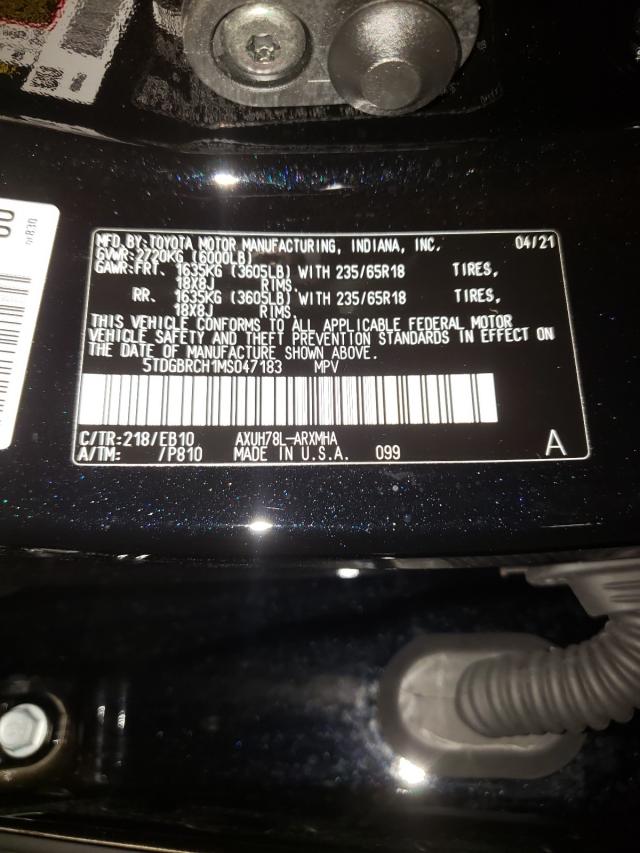 MFD.BY:TOYOTA MOTOR MANUFACTURING, INDIANA, INC. 04/21
GVWR:2720KG (6000LB)
GAWR:FRT. 1635KG (3605LB) WITH 235/65R18 TIRES,
18X8J RIMS,
RR. 1635KG (3605LB) WITH 235/65R18 TIRES,
18X8J RIMS,
THIS VEHICLE CONFORMS TO ALL APPLICABLE FEDERAL MOTOR
VEHICLE SAFETY AND THEFT PREVENTION STANDARDS IN EFFECT ON
THE DATE OF MANUFACTURE SHOWN ABOVE.
5TDGBRCH1MS047183 MPV
C/TR:218/EB10 AXUH78L-ARXMHA
A/TM: /P810 MADE IN U.S.A. 099 A